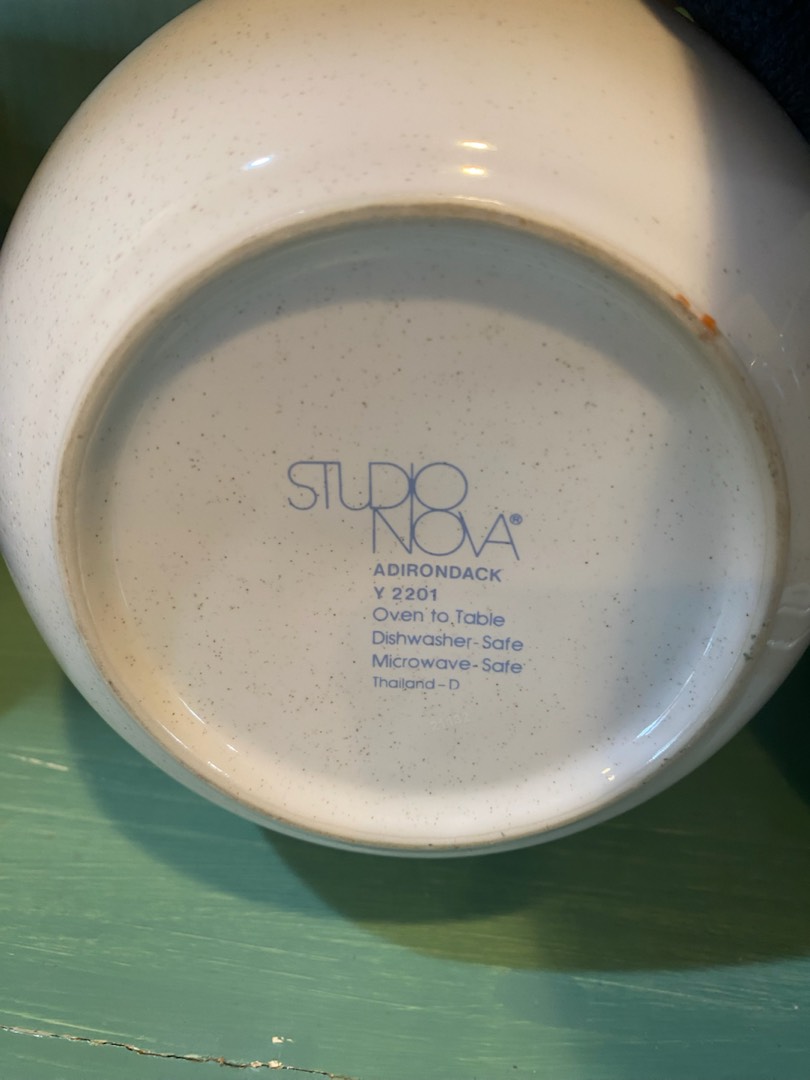 STUDIO
NOVA®
ADIRONDACK
Y 2201
Oven to Table
Dishwasher-Safe
Microwave-Safe
Thailand-D